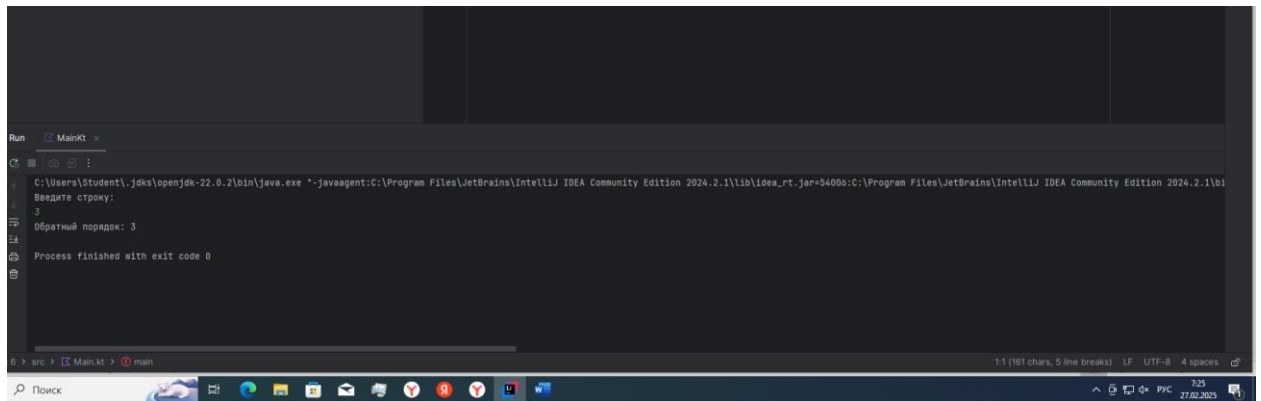 Run MainKt ×
C:\Users\Student\.jdks\openjdk-22.0.2\bin\java.exe "-javaagent:C:\Program Files\JetBrains\IntelliJ IDEA Community Edition 2024.2.1\lib\idea_rt.jar=54006:C:\Program Files\JetBrains\IntelliJ IDEA Community Edition 2024.2.1\bi
Введите строку:
3
Обратный порядок: 3
Process finished with exit code 0
6 > src > Main.kt > main 1:1 (161 chars, 5 line breaks) LF UTF-8 4 spaces
Поиск РУС 7:25
27.02.2025